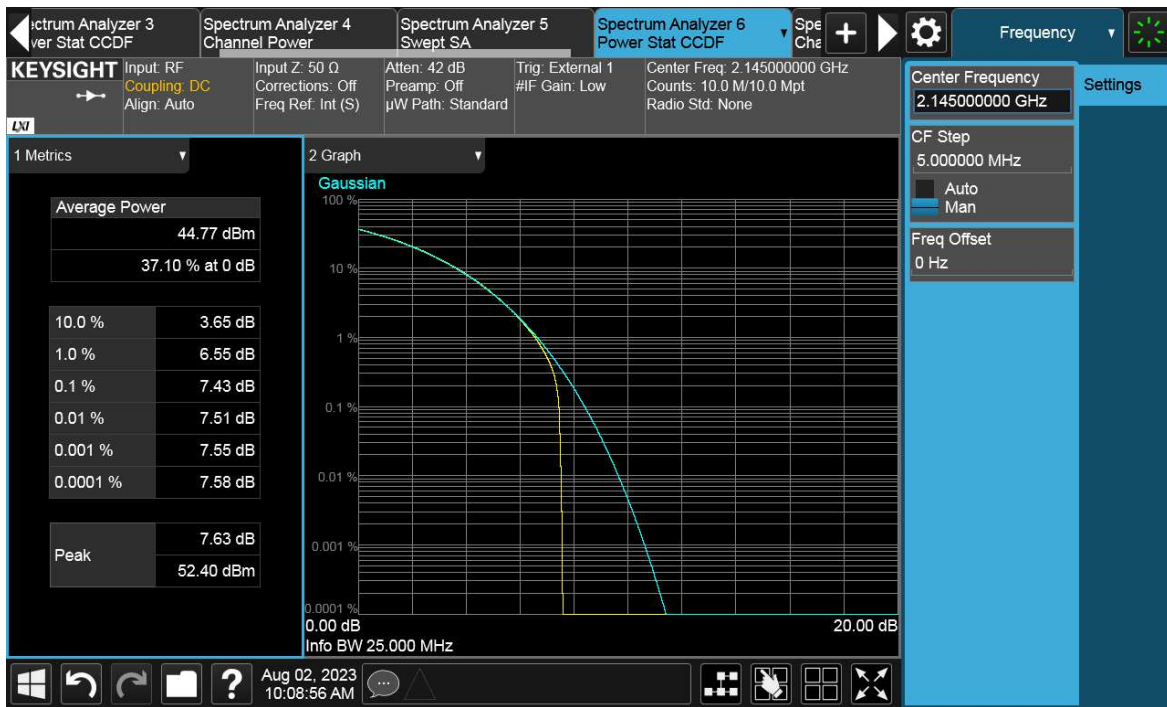 ectrum Analyzer 3
ver Stat CCDF
Spectrum Analyzer 4
Channel Power
Spectrum Analyzer 5
Swept SA
Spectrum Analyzer 6
Power Stat CCDF
Spe
Cha
+
Frequency
KEYSIGHT
LXI
Input: RF
Coupling: DC
Align: Auto
Input Z: 50 Ω
Corrections: Off
Freq Ref: Int (S)
Atten: 42 dB
Preamp: Off
µW Path: Standard
Trig: External 1
#IF Gain: Low
Center Freq: 2.145000000 GHz
Counts: 10.0 M/10.0 Mpt
Radio Std: None
Center Frequency
2.145000000 GHz
Settings
CF Step
5.000000 MHz
Auto
Man
Freq Offset
0 Hz
1 Metrics
Average Power
44.77 dBm
37.10 % at 0 dB
10.0 % 3.65 dB
1.0 % 6.55 dB
0.1 % 7.43 dB
0.01 % 7.51 dB
0.001 % 7.55 dB
0.0001 % 7.58 dB
Peak
7.63 dB
52.40 dBm
2 Graph
Gaussian
100 %
10 %
1 %
0.1 %
0.01 %
0.001 %
0.0001 %
0.00 dB
20.00 dB
Info BW 25.000 MHz
?
Aug 02, 2023
10:08:56 AM